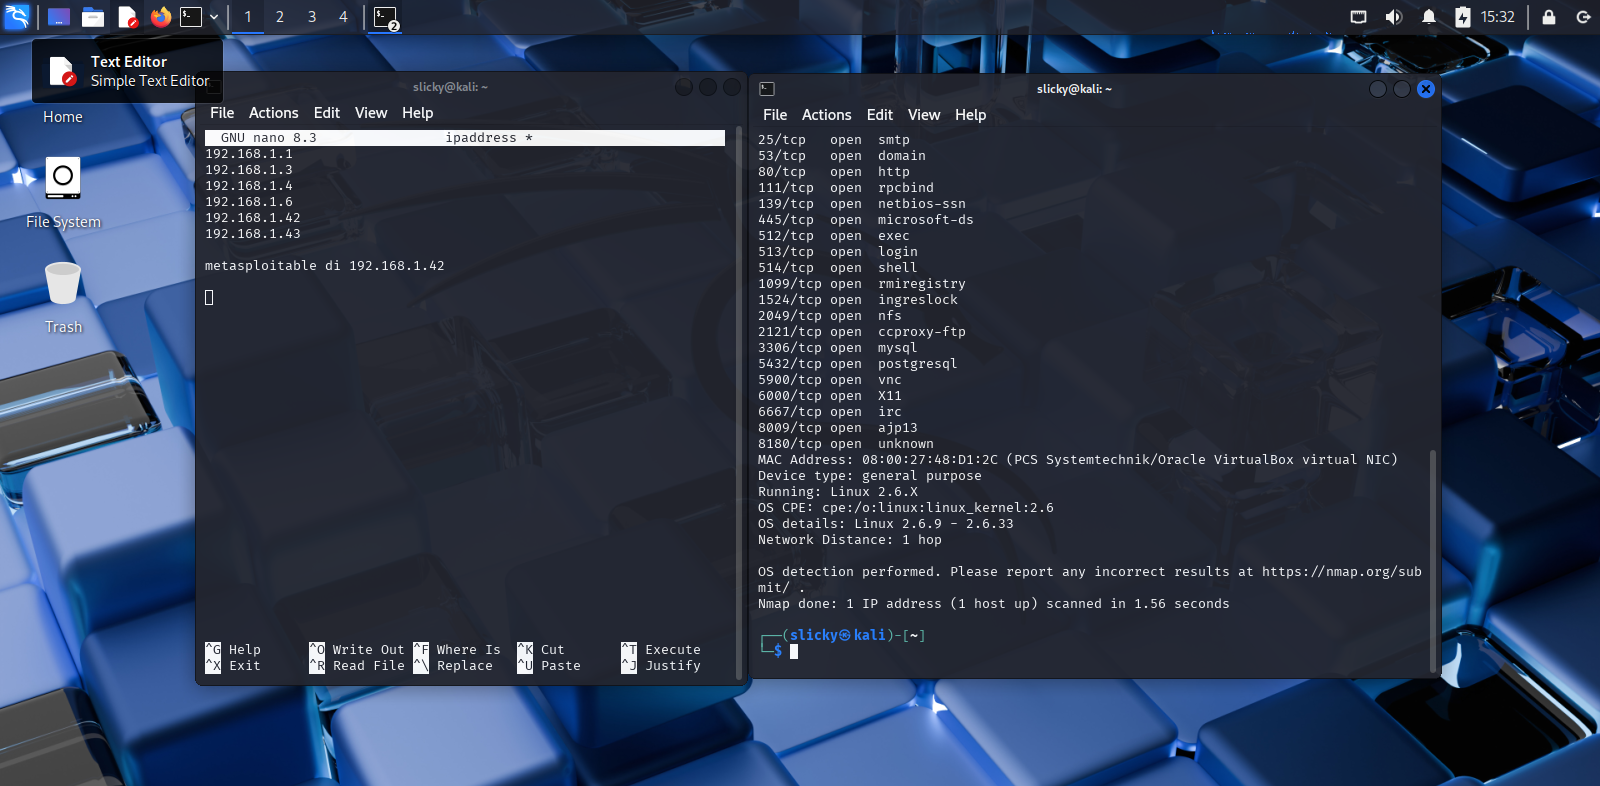 1 2 3 4
2
15:32
Text Editor
Simple Text Editor
Home
File System
Trash
slicky@kali: ~
File Actions Edit View Help
GNU nano 8.3 ipaddress *
192.168.1.1
192.168.1.3
192.168.1.4
192.168.1.6
192.168.1.42
192.168.1.43
metasploitable di 192.168.1.42
^G Help ^O Write Out ^F Where Is ^K Cut ^T Execute
^X Exit ^R Read File ^\ Replace ^U Paste ^J Justify
slicky@kali: ~
File Actions Edit View Help
25/tcp open smtp
53/tcp open domain
80/tcp open http
111/tcp open rpcbind
139/tcp open netbios-ssn
445/tcp open microsoft-ds
512/tcp open exec
513/tcp open login
514/tcp open shell
1099/tcp open rmiregistry
1524/tcp open ingreslock
2049/tcp open nfs
2121/tcp open ccproxy-ftp
3306/tcp open mysql
5432/tcp open postgresql
5900/tcp open vnc
6000/tcp open X11
6667/tcp open irc
8009/tcp open ajp13
8180/tcp open unknown
MAC Address: 08:00:27:48:D1:2C (PCS Systemtechnik/Oracle VirtualBox virtual NIC)
Device type: general purpose
Running: Linux 2.6.X
OS CPE: cpe:/o:linux:linux_kernel:2.6
OS details: Linux 2.6.9 - 2.6.33
Network Distance: 1 hop
OS detection performed. Please report any incorrect results at https://nmap.org/sub
mit/ .
Nmap done: 1 IP address (1 host up) scanned in 1.56 seconds
┌──(slicky㉿kali)-[~]
└─$